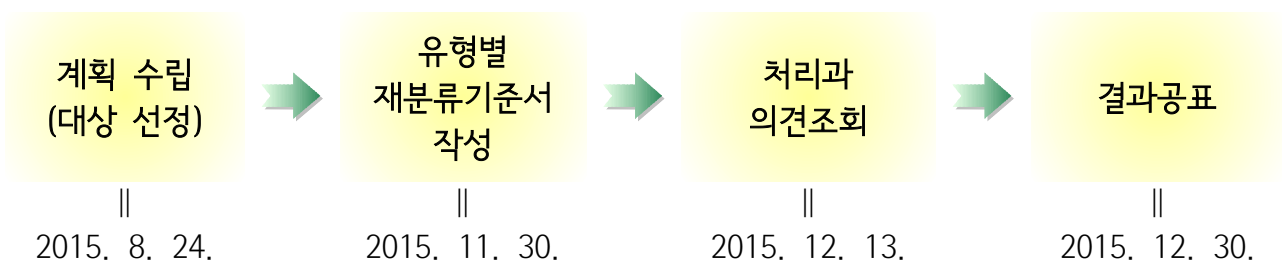 계획 수립
(대상 선정)
유형별
재분류기준서
작성
처리과
의견조회
결과공표
∥ ∥ ∥ ∥
2015. 8. 24. 2015. 11. 30. 2015. 12. 13. 2015. 12. 30.